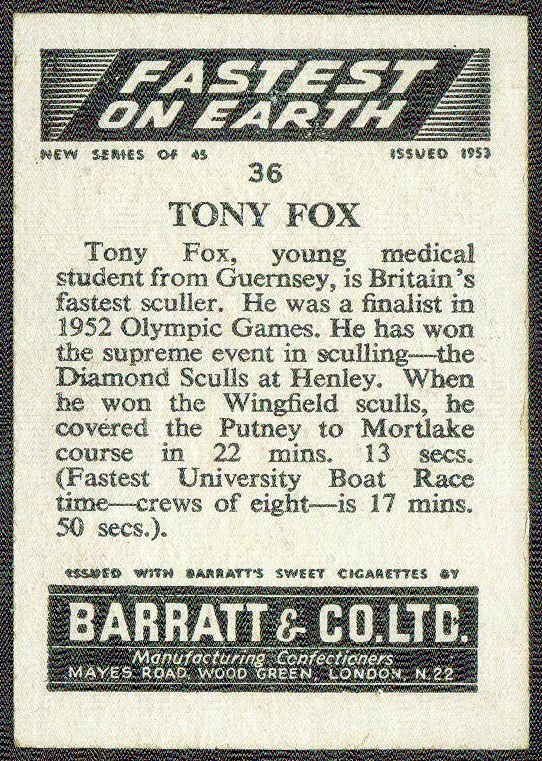 FASTEST
ON EARTH
NEW SERIES OF 45 ISSUED 1953
36
TONY FOX
Tony Fox, young medical
student from Guernsey, is Britain's
fastest sculler. He was a finalist in
1952 Olympic Games. He has won
the supreme event in sculling—the
Diamond Sculls at Henley. When
he won the Wingfield sculls, he
covered the Putney to Mortlake
course in 22 mins. 13 secs.
(Fastest University Boat Race
time—crews of eight—is 17 mins.
50 secs.).
ISSUED WITH BARRATT'S SWEET CIGARETTES BY
BARRATT & CO. LTD.
Manufacturing Confectioners
MAYES ROAD, WOOD GREEN, LONDON, N.22